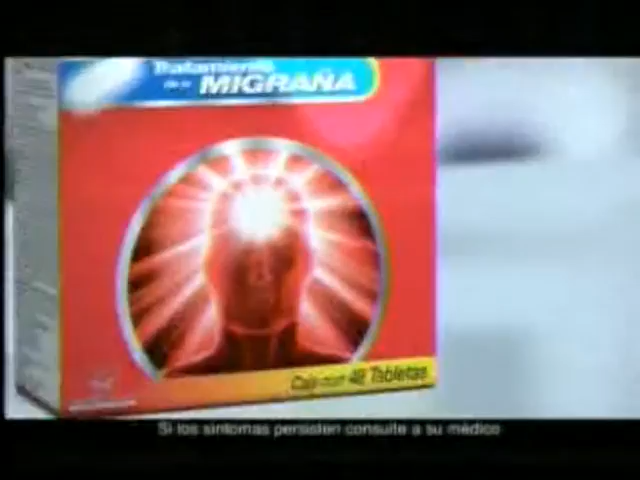 Tratamiento
de la MIGRAÑA
Caja con 48 Tabletas
Si los síntomas persisten consulte a su médico